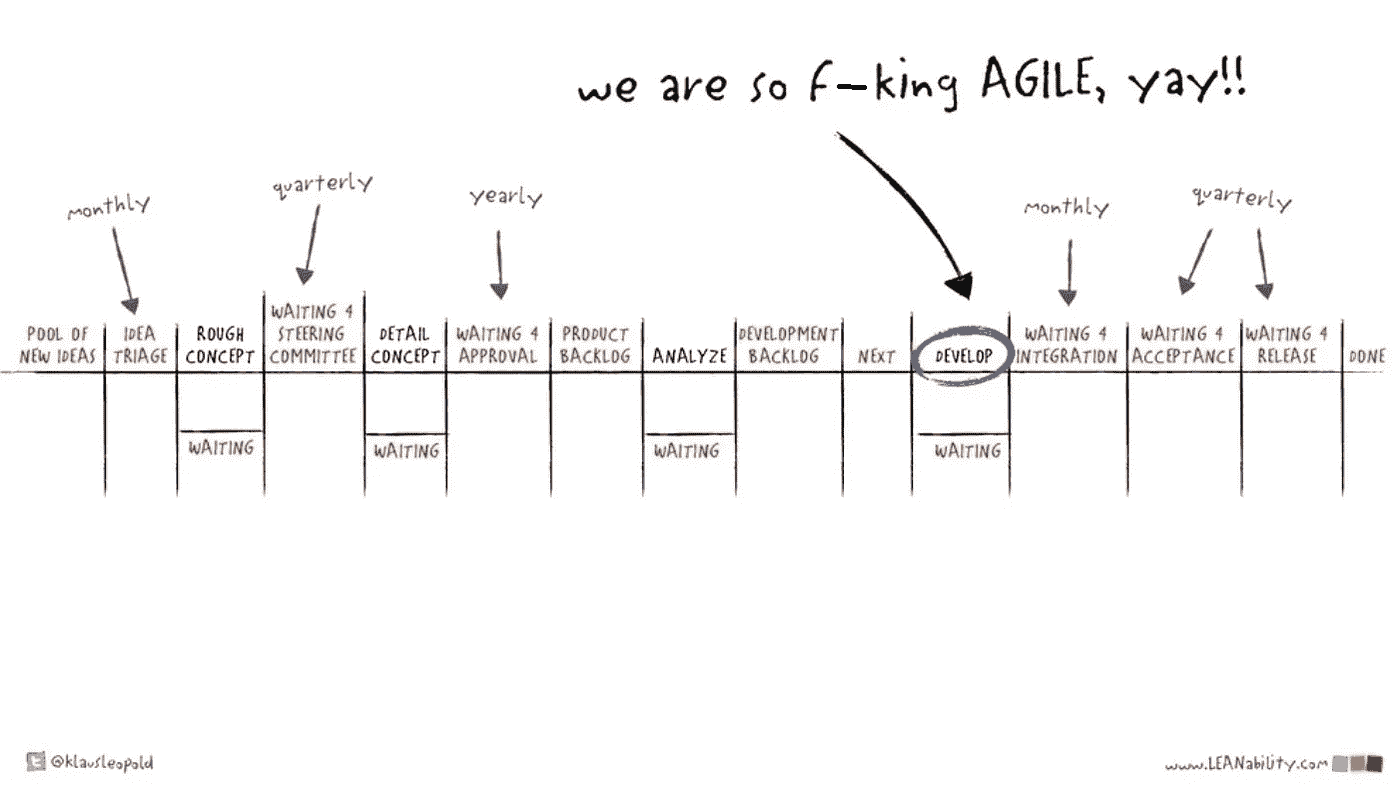 we are so f–king AGILE, yay!!
monthly
quarterly
yearly
monthly
quarterly
POOL OF
NEW IDEAS
IDEA
TRIAGE
ROUGH
CONCEPT
WAITING 4
STEERING
COMMITTEE
DETAIL
CONCEPT
WAITING 4
APPROVAL
PRODUCT
BACKLOG
ANALYZE
DEVELOPMENT
BACKLOG
NEXT
DEVELOP
WAITING 4
INTEGRATION
WAITING 4
ACCEPTANCE
WAITING 4
RELEASE
DONE
WAITING
WAITING
WAITING
WAITING
@klausleopold
www.LEANability.com